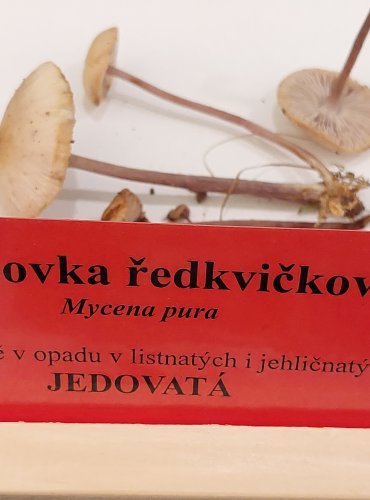 ovka ředkvičkov
Mycena pura
v opadu v listnatých i jehličnatý
JEDOVATÁ